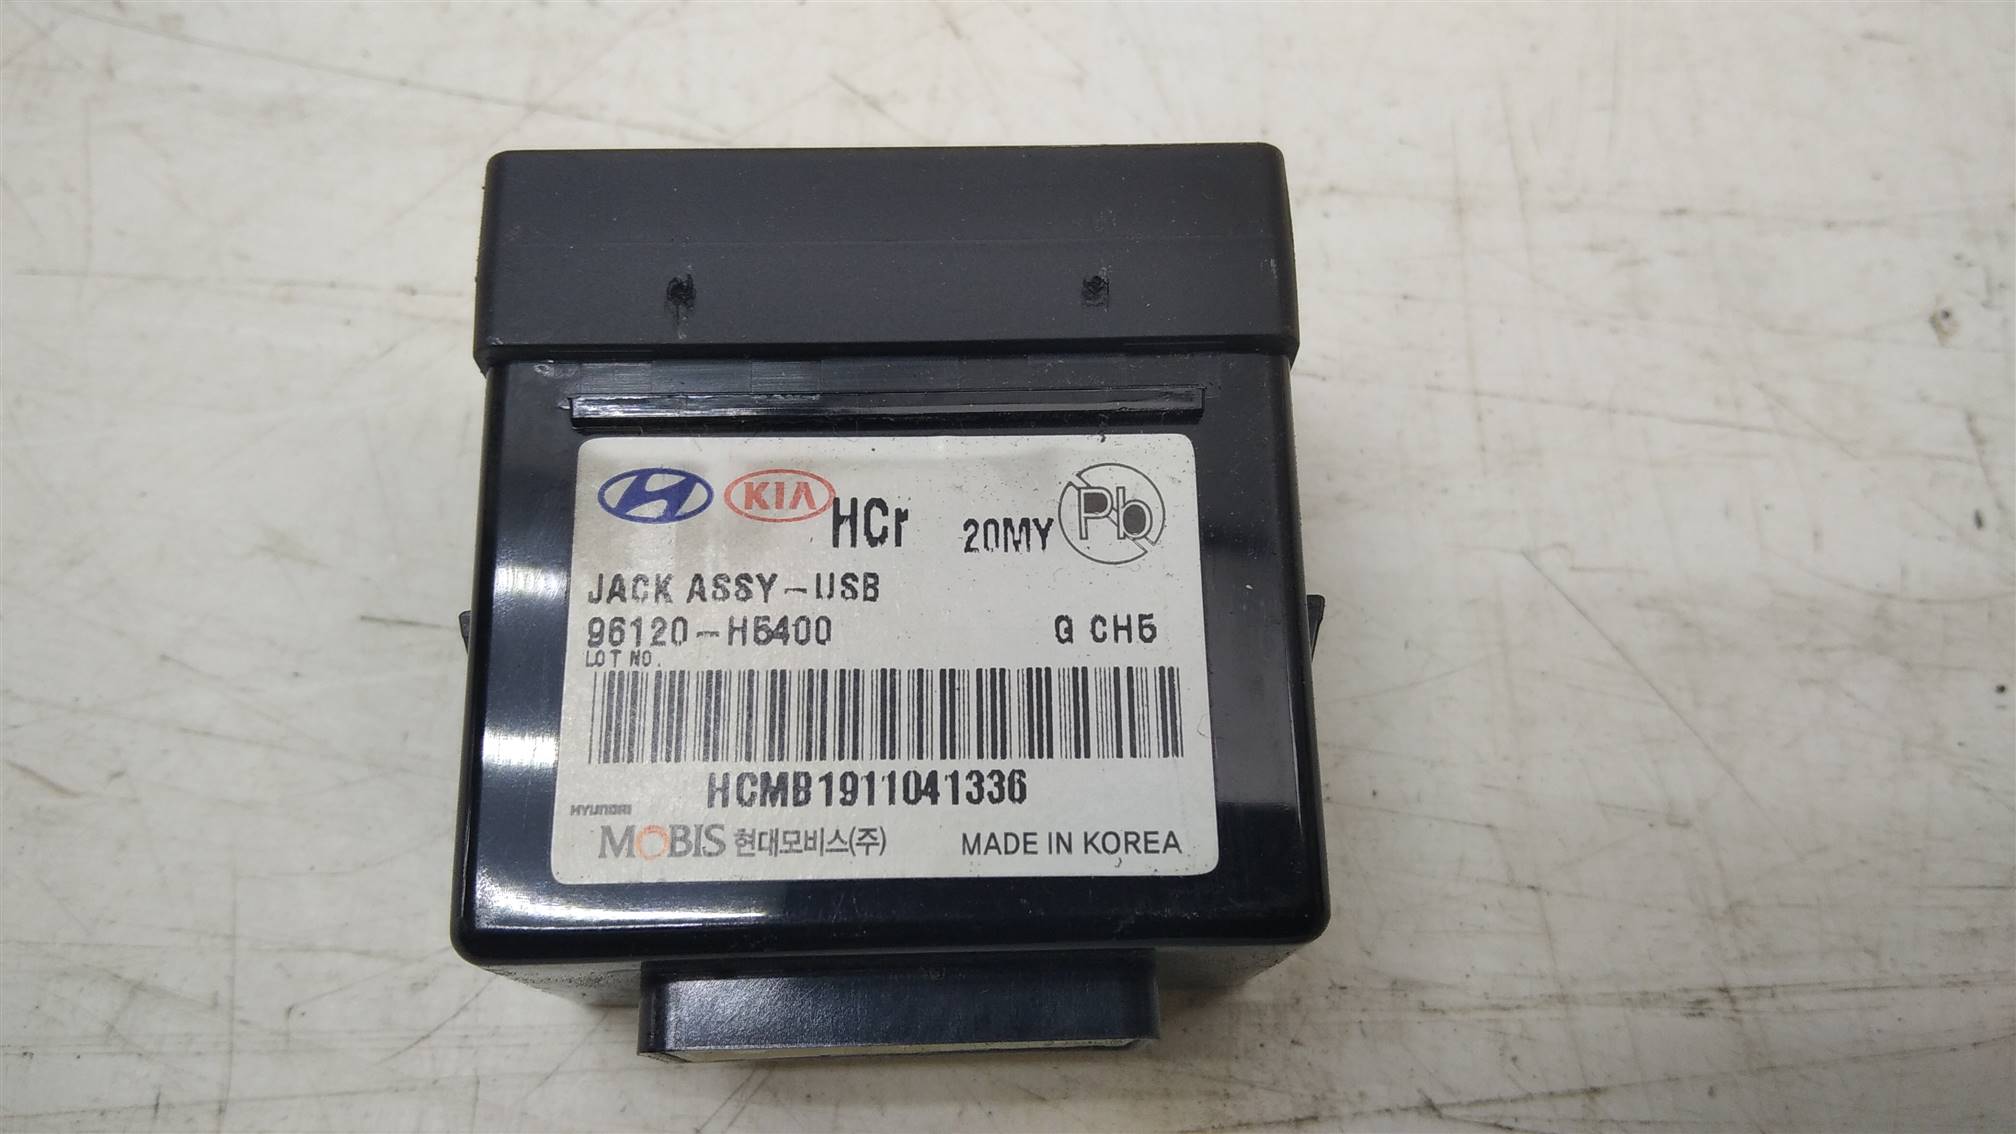 KIA HCr 20MY Pb
JACK ASSY-USB
96120-H5400 G CH5
LOT NO.
HCMB1911041336
HYUNDAI
MOBIS 현대모비스(주) MADE IN KOREA